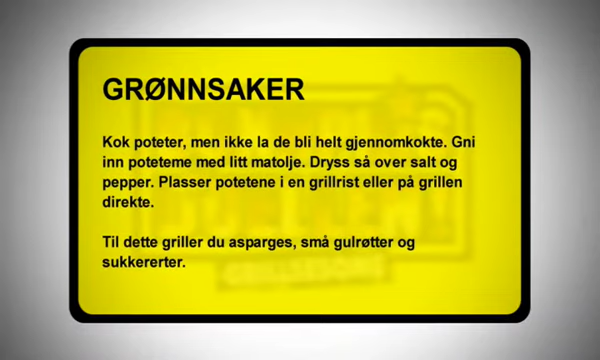 GRØNNSAKER
Kok poteter, men ikke la de bli helt gjennomkokte. Gni
inn poteteme med litt matolje. Dryss så over salt og
pepper. Plasser potetene i en grillrist eller på grillen
direkte.
Til dette griller du asparges, små gulrøtter og
sukkererter.